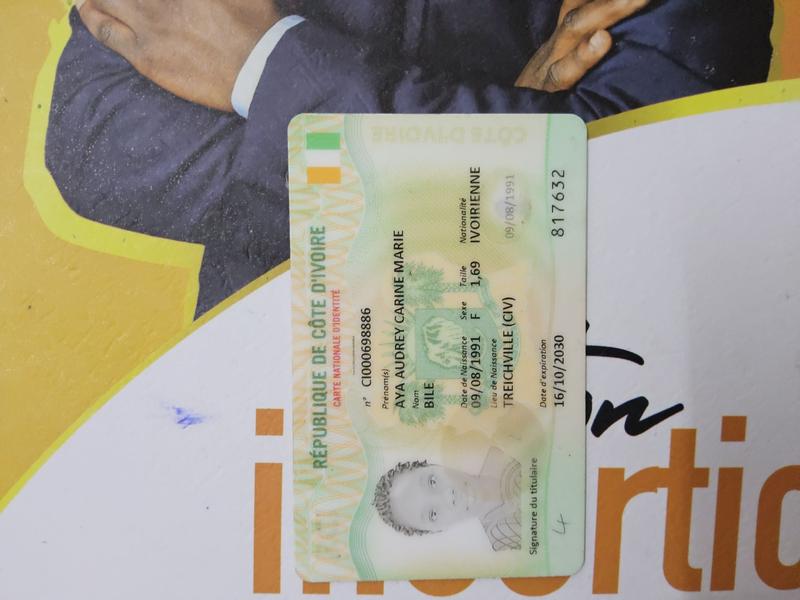 RÉPUBLIQUE DE CÔTE D'IVOIRE
CARTE NATIONALE D'IDENTITÉ
n° CI000698886
Prénom(s)
AYA AUDREY CARINE MARIE
Nom
BILE
Date de Naissance Sexe Taille Nationalité
09/08/1991 F 1,69 IVOIRIENNE
Lieu de Naissance
TREICHVILLE (CIV)
09/08/1991
Date d'expiration
16/10/2030
817632
Signature du titulaire
CÔTE D'IVOIRE